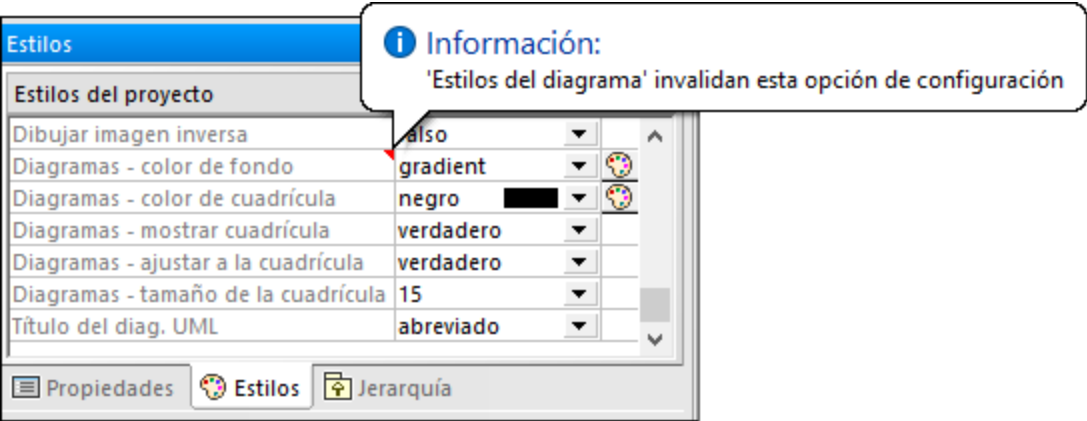 Estilos
Información:
'Estilos del diagrama' invalidan esta opción de configuración
Estilos del proyecto
Dibujar imagen inversa
Diagramas - color de fondo gradient
Diagramas - color de cuadrícula negro
Diagramas - mostrar cuadrícula verdadero
Diagramas - ajustar a la cuadrícula verdadero
Diagramas - tamaño de la cuadrícula 15
Título del diag. UML abreviado
Propiedades Estilos Jerarquía